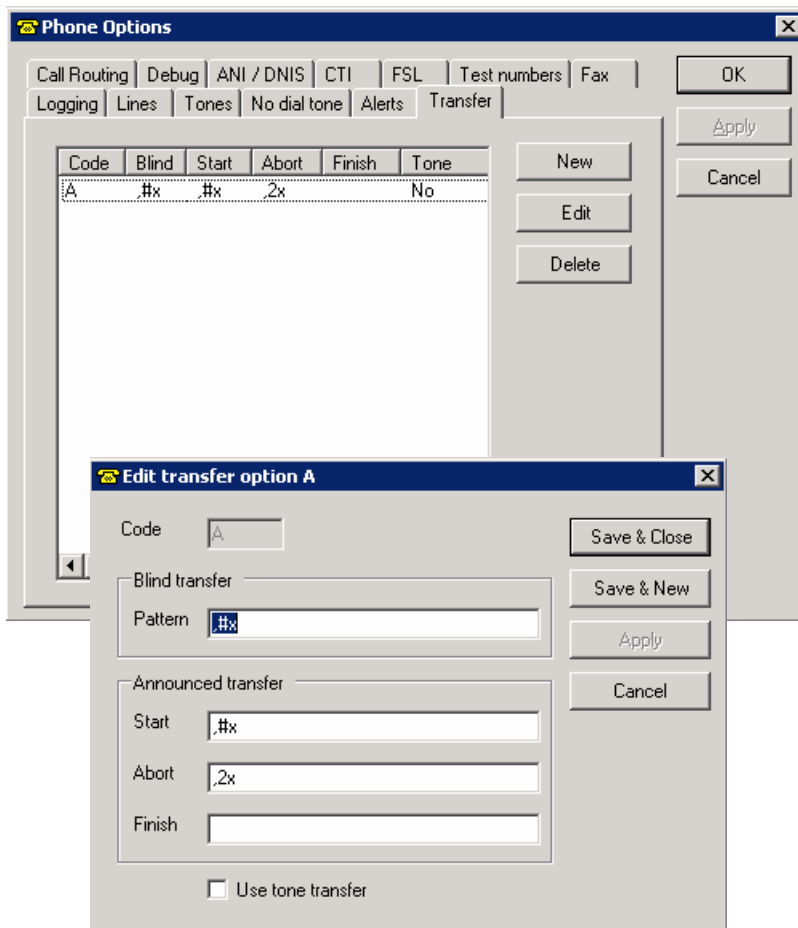 Phone Options
Call Routing Debug ANI / DNIS CTI FSL Test numbers Fax
Logging Lines Tones No dial tone Alerts Transfer
OK
Apply
Cancel
Code Blind Start Abort Finish Tone
A ,#x ,#x ,2x No
New
Edit
Delete
Edit transfer option A
Code A
Save & Close
Blind transfer
Save & New
Pattern ,#x
Apply
Announced transfer
Cancel
Start ,#x
Abort ,2x
Finish
Use tone transfer